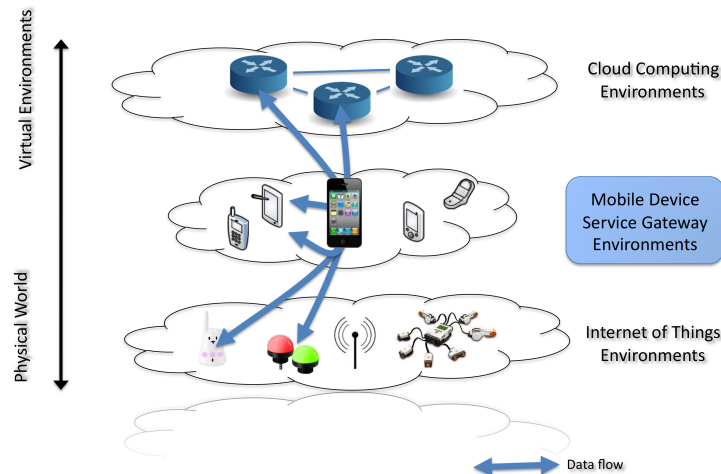 Virtual Environments
Cloud Computing
Environments
Mobile Device
Service Gateway
Environments
Physical World
Internet of Things
Environments
Data flow